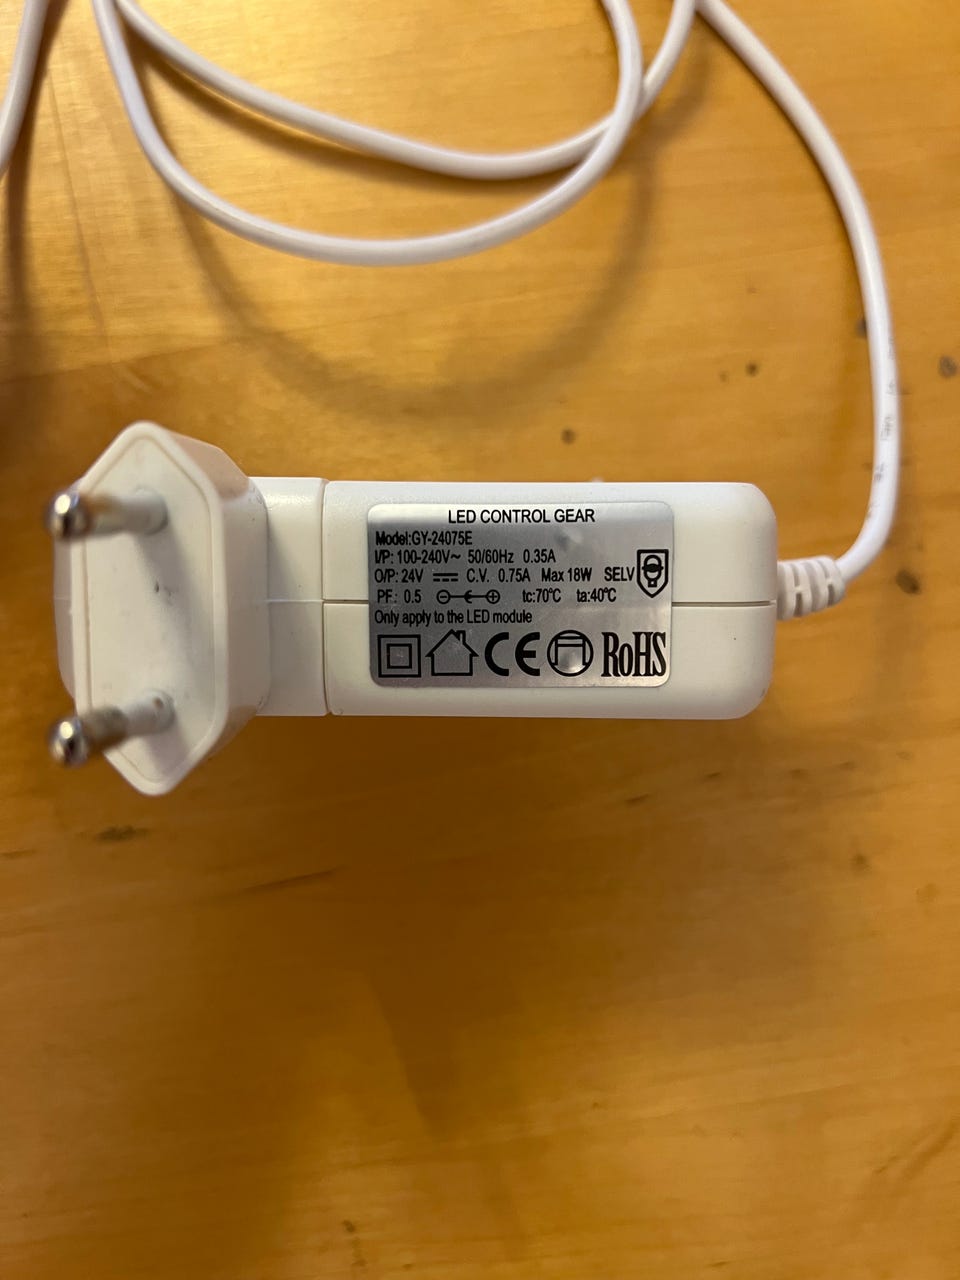 LED CONTROL GEAR
Model:GY-24075E
I/P: 100-240V~ 50/60Hz 0.35A
O/P: 24V ⎓ C.V. 0.75A Max 18W SELV
PF: 0.5 tc:70℃ ta:40℃
Only apply to the LED module
CE RoHS